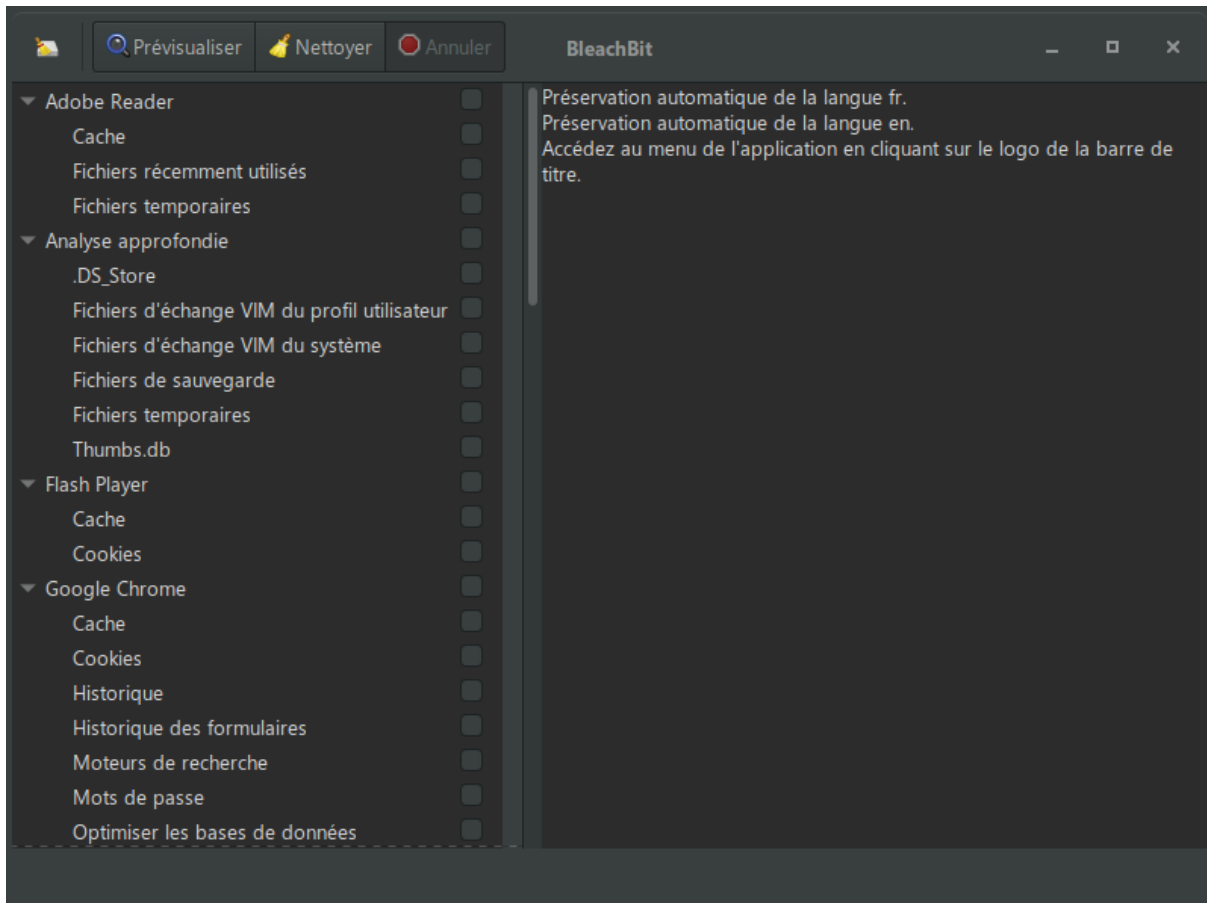 Prévisualiser Nettoyer Annuler BleachBit
Adobe Reader
Cache
Fichiers récemment utilisés
Fichiers temporaires
Analyse approfondie
.DS_Store
Fichiers d'échange VIM du profil utilisateur
Fichiers d'échange VIM du système
Fichiers de sauvegarde
Fichiers temporaires
Thumbs.db
Flash Player
Cache
Cookies
Google Chrome
Cache
Cookies
Historique
Historique des formulaires
Moteurs de recherche
Mots de passe
Optimiser les bases de données
Préservation automatique de la langue fr.
Préservation automatique de la langue en.
Accédez au menu de l'application en cliquant sur le logo de la barre de
titre.